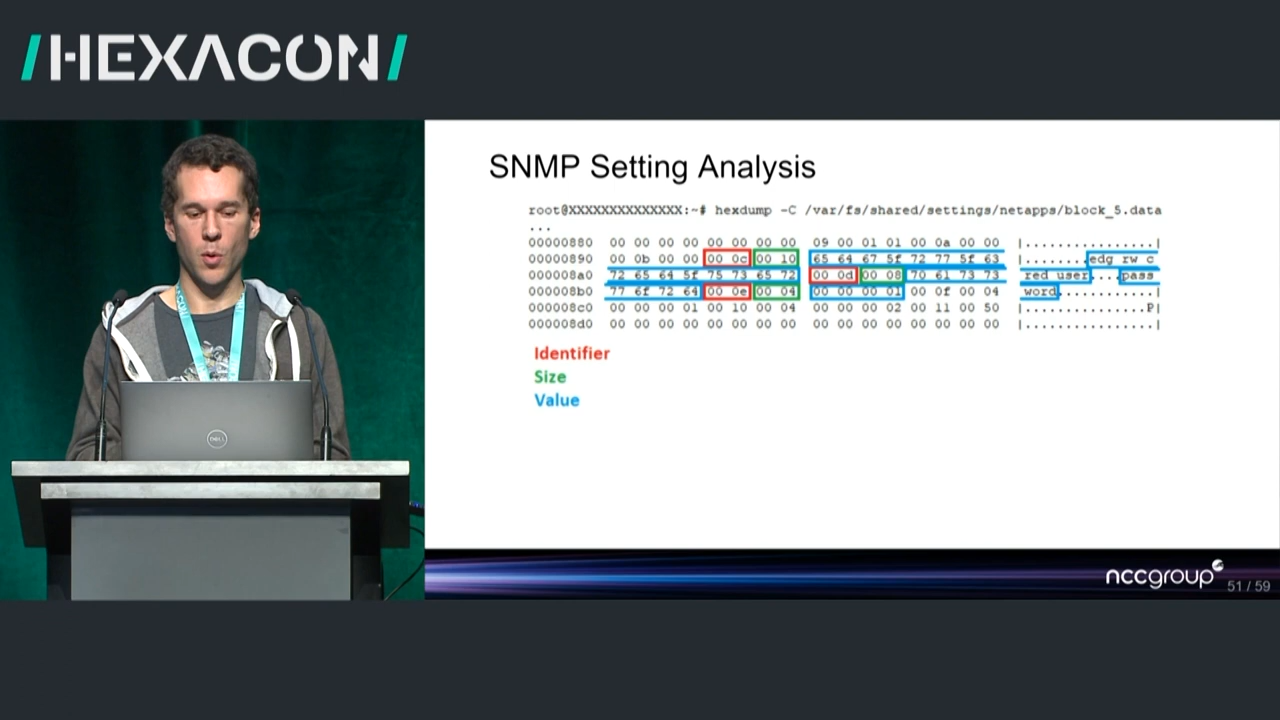 /HEXACON/
SNMP Setting Analysis
root@XXXXXXXXXXXXXX:~# hexdump -C /var/fs/shared/settings/netapps/block_5.data
...
00000880 00 00 00 00 00 00 00 00 09 00 01 01 00 0a 00 00 |................|
00000890 00 0b 00 00 00 0c 00 10 65 64 67 5f 72 77 5f 63 |........edg_rw_c|
000008a0 72 65 64 5f 75 73 65 72 00 0d 00 08 70 61 73 73 |red_user....pass|
000008b0 77 6f 72 64 00 0e 00 04 00 00 00 01 00 0f 00 04 |word............|
000008c0 00 00 00 01 00 10 00 04 00 00 00 02 00 11 00 50 |...............P|
000008d0 00 00 00 00 00 00 00 00 00 00 00 00 00 00 00 00 |................|
Identifier
Size
Value
DELL
nccgroup
51 / 59